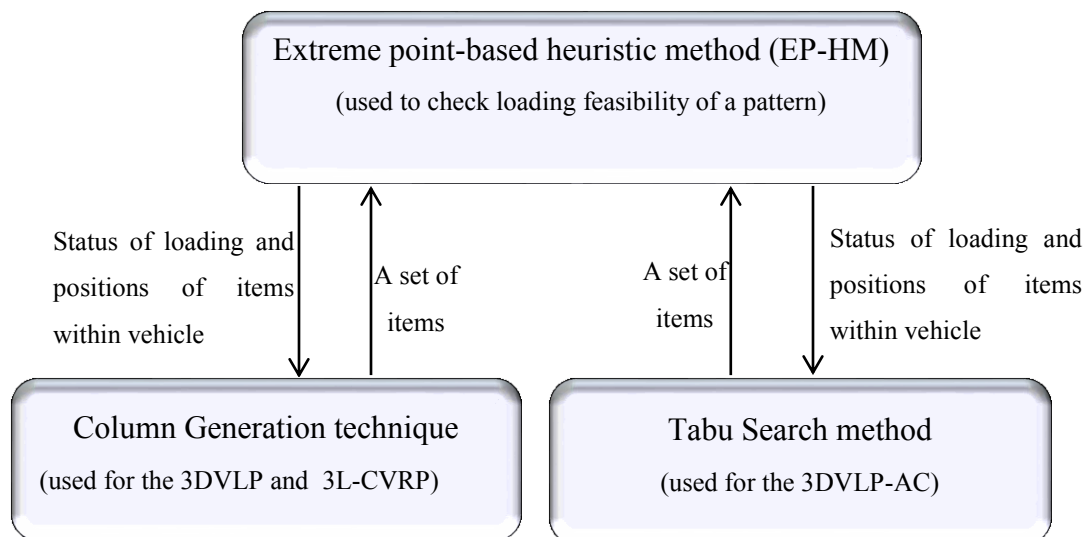 Extreme point-based heuristic method (EP-HM)
(used to check loading feasibility of a pattern)
Status of loading and
positions of items
within vehicle
A set of
items
A set of
items
Status of loading and
positions of items
within vehicle
Column Generation technique
(used for the 3DVLP and 3L-CVRP)
Tabu Search method
(used for the 3DVLP-AC)